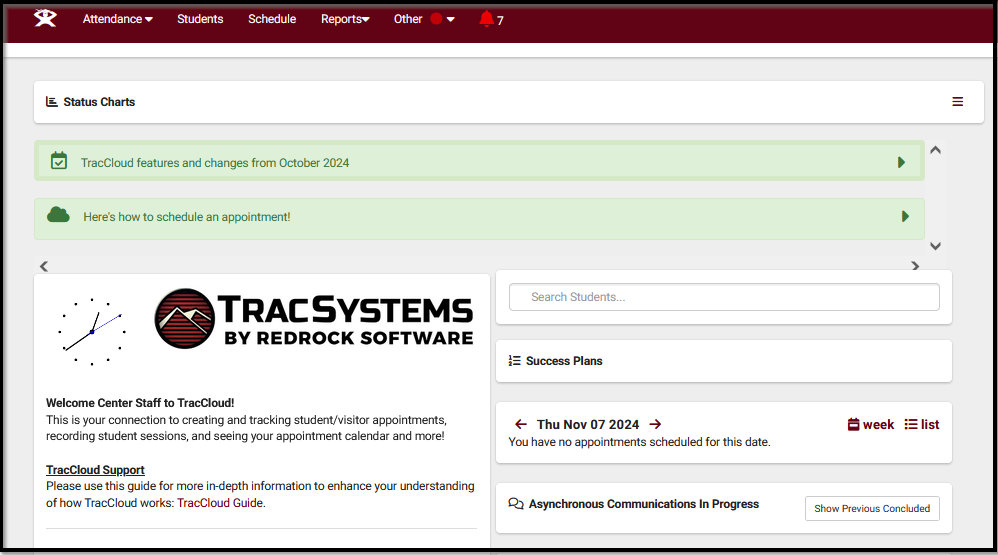 Attendance Students Schedule Reports Other 7
Status Charts
TracCloud features and changes from October 2024
Here's how to schedule an appointment!
TRACSYSTEMS
BY REDROCK SOFTWARE
Welcome Center Staff to TracCloud!
This is your connection to creating and tracking student/visitor appointments,
recording student sessions, and seeing your appointment calendar and more!
TracCloud Support
Please use this guide for more in-depth information to enhance your understanding
of how TracCloud works: TracCloud Guide.
Search Students...
Success Plans
Thu Nov 07 2024 week list
You have no appointments scheduled for this date.
Asynchronous Communications In Progress Show Previous Concluded